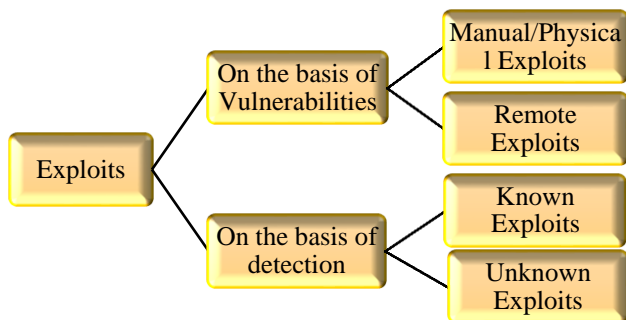 Exploits
On the basis of
Vulnerabilities
Manual/Physica
l Exploits
Remote
Exploits
On the basis of
detection
Known
Exploits
Unknown
Exploits